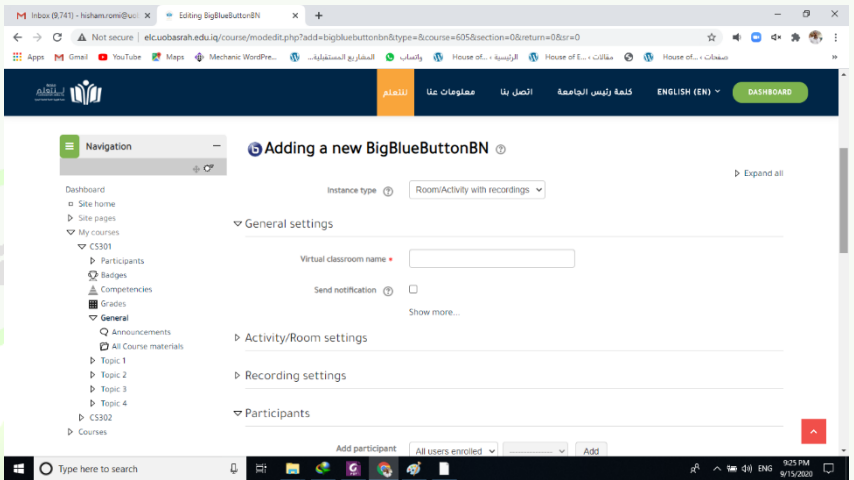 Inbox (9,741) - hisham.romi@uol
Editing BigBlueButtonBN
Not secure | elc.uobasrah.edu.iq/course/modedit.php?add=bigbluebuttonbn&type=&course=605&section=0&return=0&sr=0
Apps Gmail YouTube Maps Mechanic WordPre... المشاريع المستقبلية... واتساب House of... ‹ الرئيسية House of E... ‹ مقالات House of... ‹ صفحات
للتعلم معلومات عنا اتصل بنا كلمة رئيس الجامعة ENGLISH (EN) DASHBOARD
Navigation
Adding a new BigBlueButtonBN
Expand all
Dashboard
Site home
Site pages
My courses
CS301
Participants
Badges
Competencies
Grades
General
Announcements
All Course materials
Topic 1
Topic 2
Topic 3
Topic 4
CS302
Courses
Instance type Room/Activity with recordings
General settings
Virtual classroom name
Send notification
Show more...
Activity/Room settings
Recording settings
Participants
Add participant All users enrolled Add
Type here to search
ENG
9:25 PM
9/15/2020